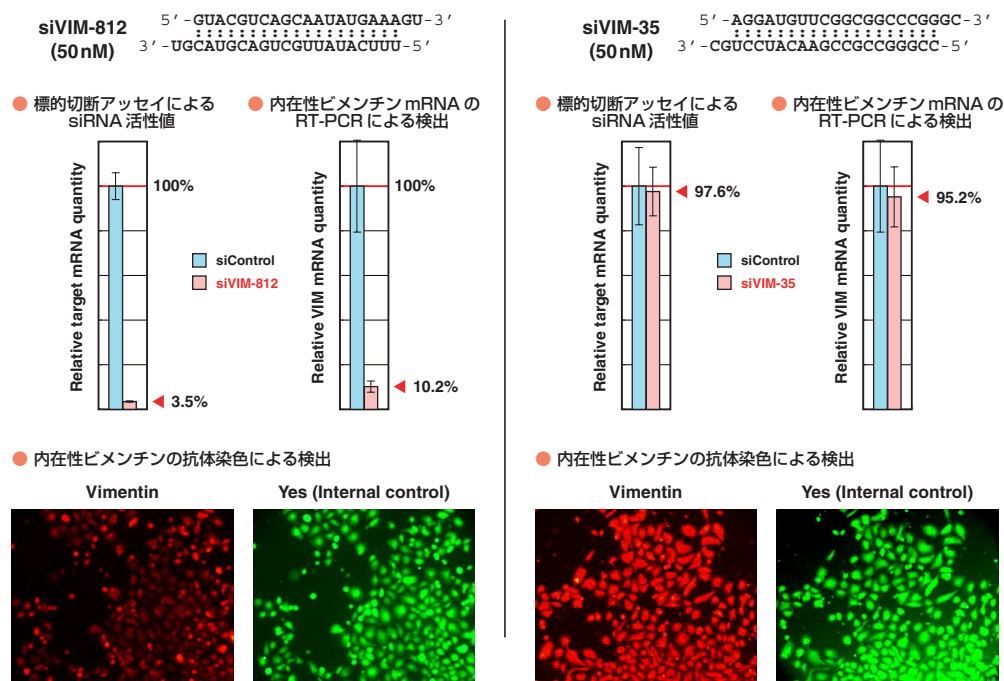 siVIM-812
(50 nM)
5′-GUACGUCAGCAAUAUGAAAGU-3′
3′-UGCAUGCAGUCGUUAUACUUU-5′
● 標的切断アッセイによる
siRNA 活性値
● 内在性ビメンチン mRNA の
RT-PCR による検出
Relative target mRNA quantity
100%
3.5%
Relative VIM mRNA quantity
100%
10.2%
siControl
siVIM-812
● 内在性ビメンチンの抗体染色による検出
Vimentin
Yes (Internal control)
siVIM-35
(50 nM)
5′-AGGAUGUUCGGCGGCCCGGGC-3′
3′-CGUCCUACAAGCCGCCGGGCC-5′
● 標的切断アッセイによる
siRNA 活性値
● 内在性ビメンチン mRNA の
RT-PCR による検出
Relative target mRNA quantity
97.6%
Relative VIM mRNA quantity
95.2%
siControl
siVIM-35
● 内在性ビメンチンの抗体染色による検出
Vimentin
Yes (Internal control)